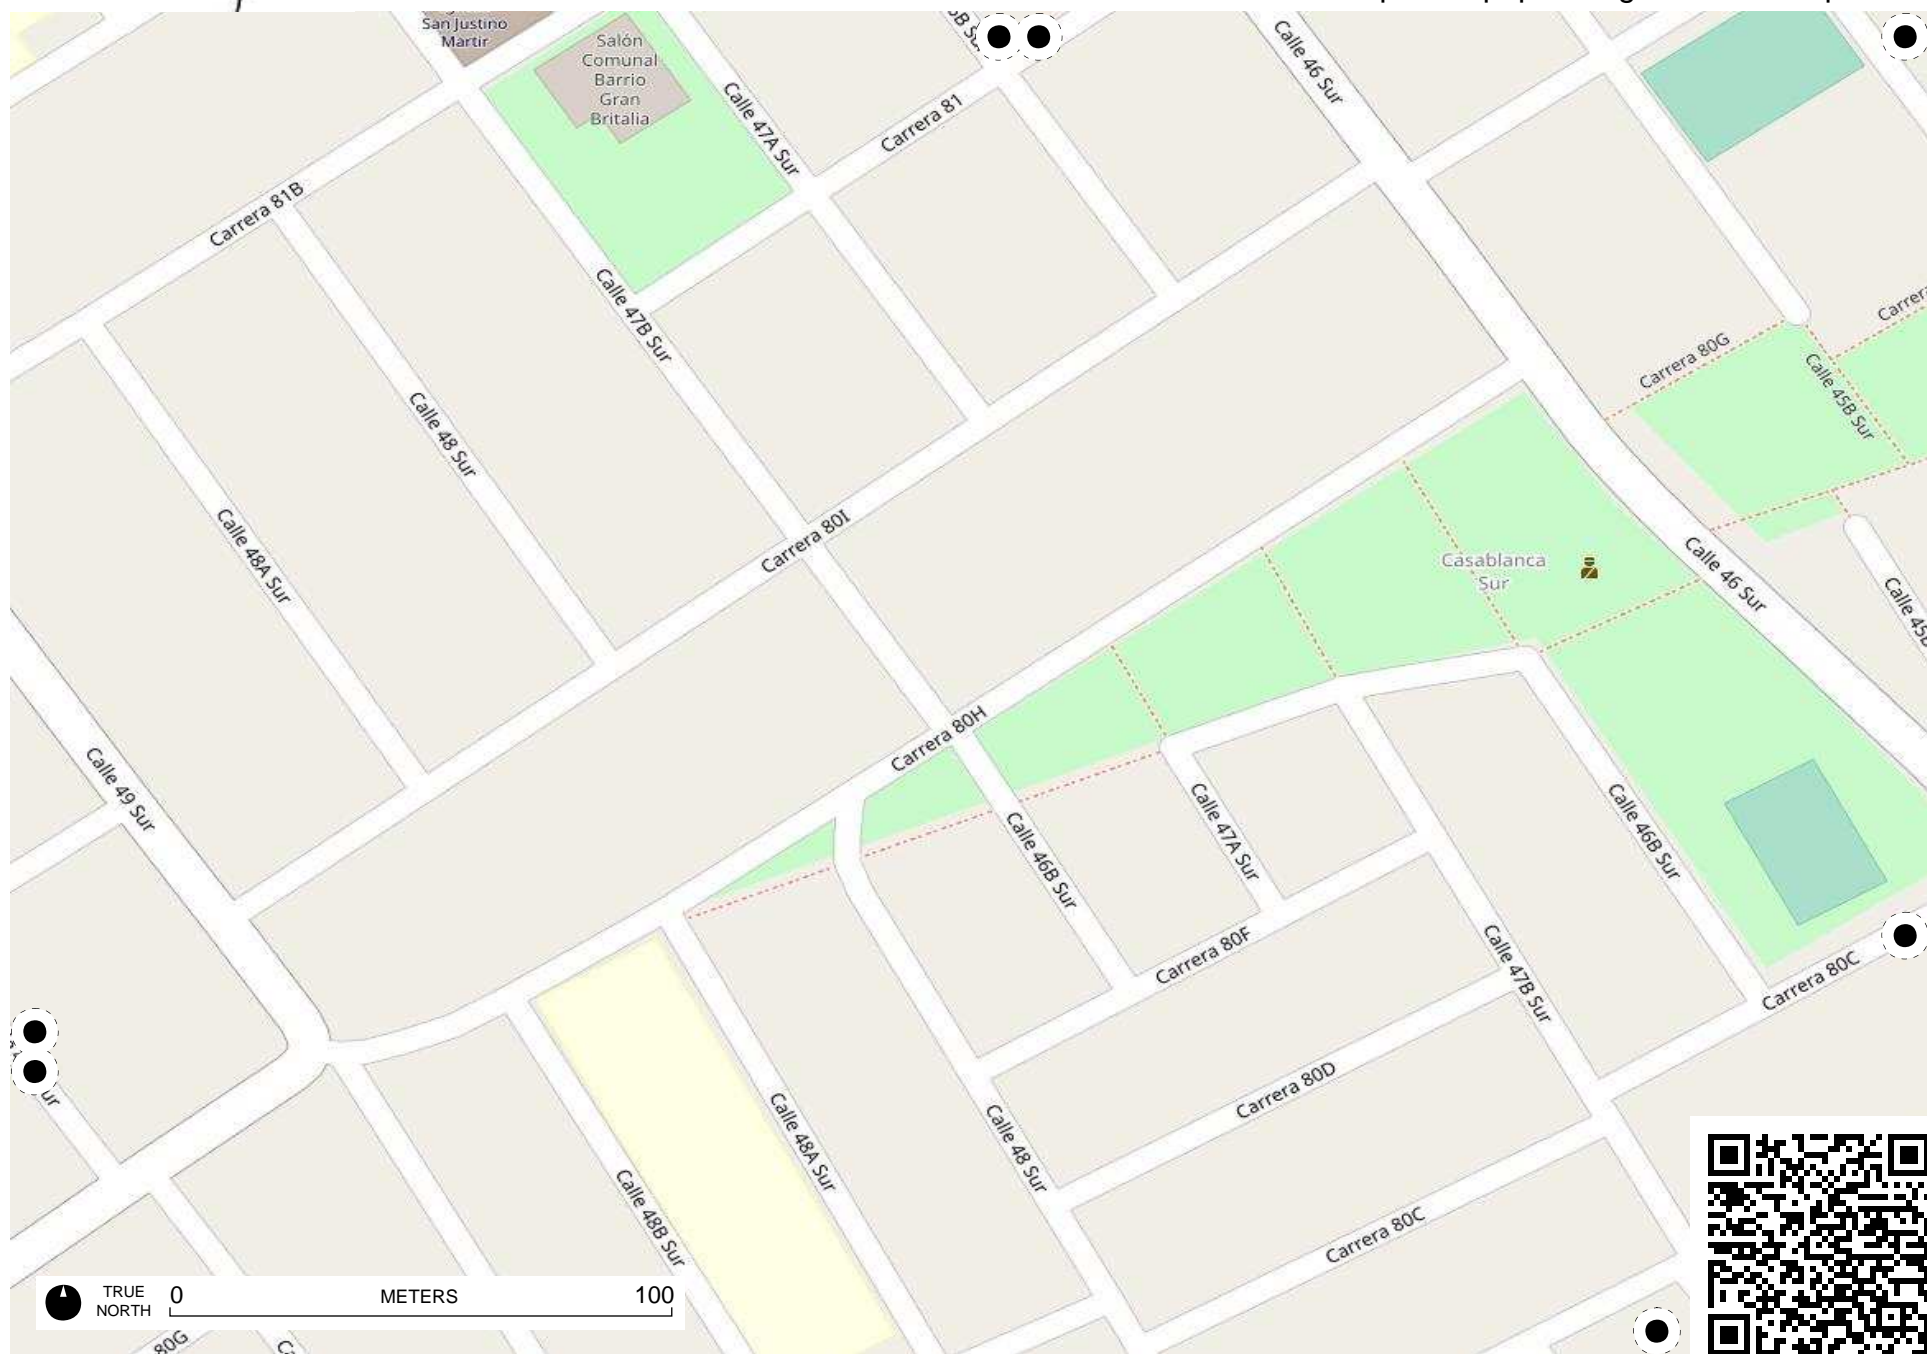 San Justino
Martir
Salón
Comunal
Barrio
Gran
Britalia
Calle 46 Sur
Calle 47A Sur
Carrera 81
Carrera 81B
Calle 47B Sur
Carrera 80G
Calle 45B Sur
Calle 48 Sur
Calle 48A Sur
Carrera 80I
Casablanca
Sur
Calle 46 Sur
Carrera 80H
Calle 49 Sur
Calle 47A Sur
Calle 46B Sur
Calle 46B Sur
Carrera 80F
Calle 47B Sur
Carrera 80C
Carrera 80D
Calle 48A Sur
Calle 48 Sur
Calle 48B Sur
Carrera 80C
TRUE
NORTH
0 METERS 100
80G